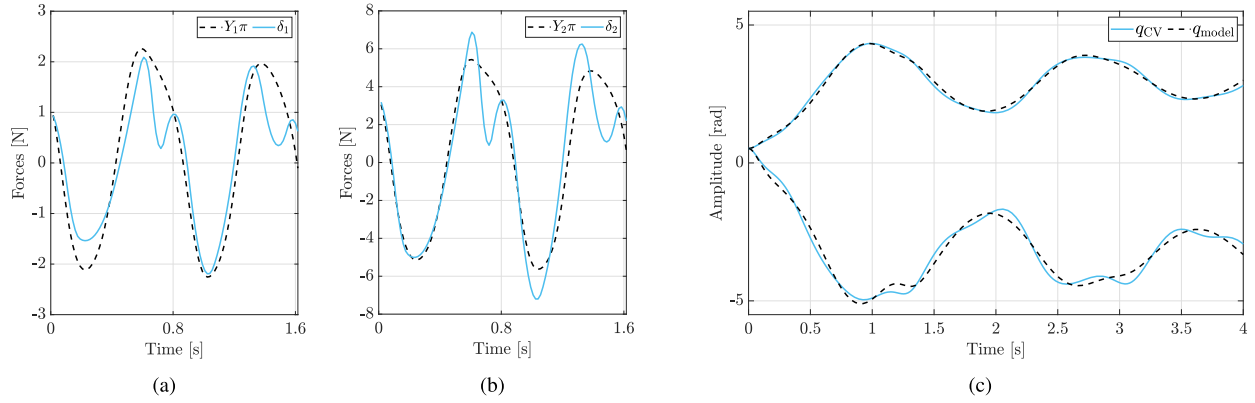 3
2
1
0
-1
-2
-3
Forces [N]
Y₁π δ₁
0 0.8 1.6
Time [s]
(a)
8
6
4
2
0
-2
-4
-6
-8
Forces [N]
Y₂π δ₂
0 0.8 1.6
Time [s]
(b)
5
0
-5
Amplitude [rad]
q_CV q_model
0 0.5 1 1.5 2 2.5 3 3.5 4
Time [s]
(c)